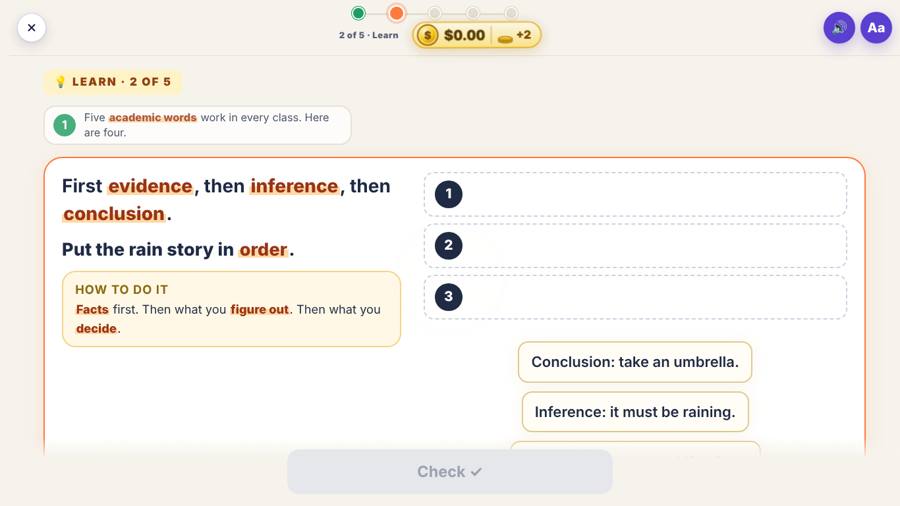 2 of 5 · Learn
$0.00
+2
Aa
LEARN · 2 OF 5
1
Five academic words work in every class. Here
are four.
First evidence, then inference, then
conclusion.
Put the rain story in order.
HOW TO DO IT
Facts first. Then what you figure out. Then what you
decide.
1
2
3
Conclusion: take an umbrella.
Inference: it must be raining.
Check ✓